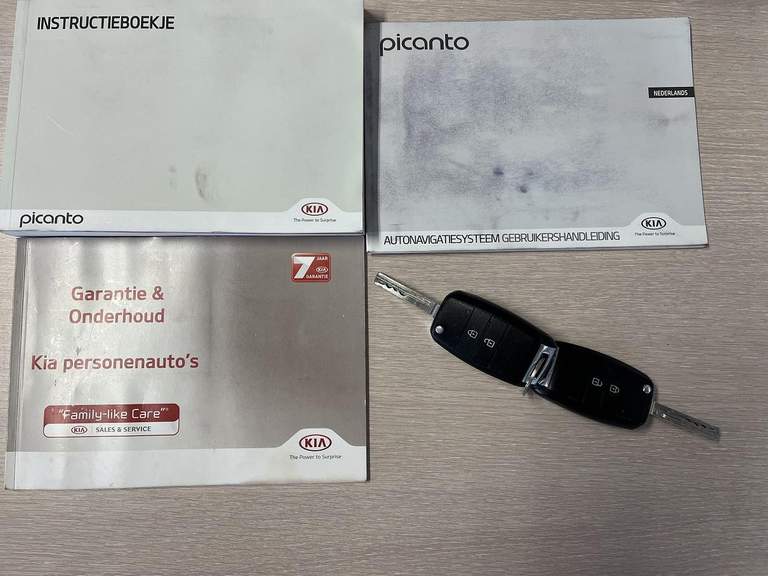 INSTRUCTIEBOEKJE
picanto
KIA
The Power to Surprise
picanto
NEDERLANDS
KIA
The Power to Surprise
AUTONAVIGATIESYSTEEM GEBRUIKERSHANDLEIDING
7 JAAR
KIA
GARANTIE
Garantie &
Onderhoud
Kia personenauto's
"Family-like Care"
KIA SALES & SERVICE
KIA
The Power to Surprise